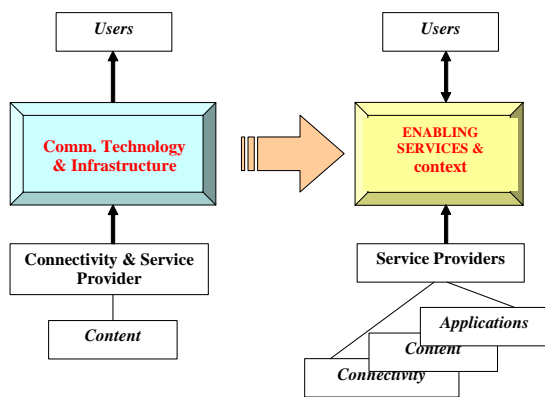 Users
Comm. Technology
& Infrastructure
Connectivity & Service
Provider
Content
Users
ENABLING
SERVICES &
context
Service Providers
Applications
Content
Connectivity